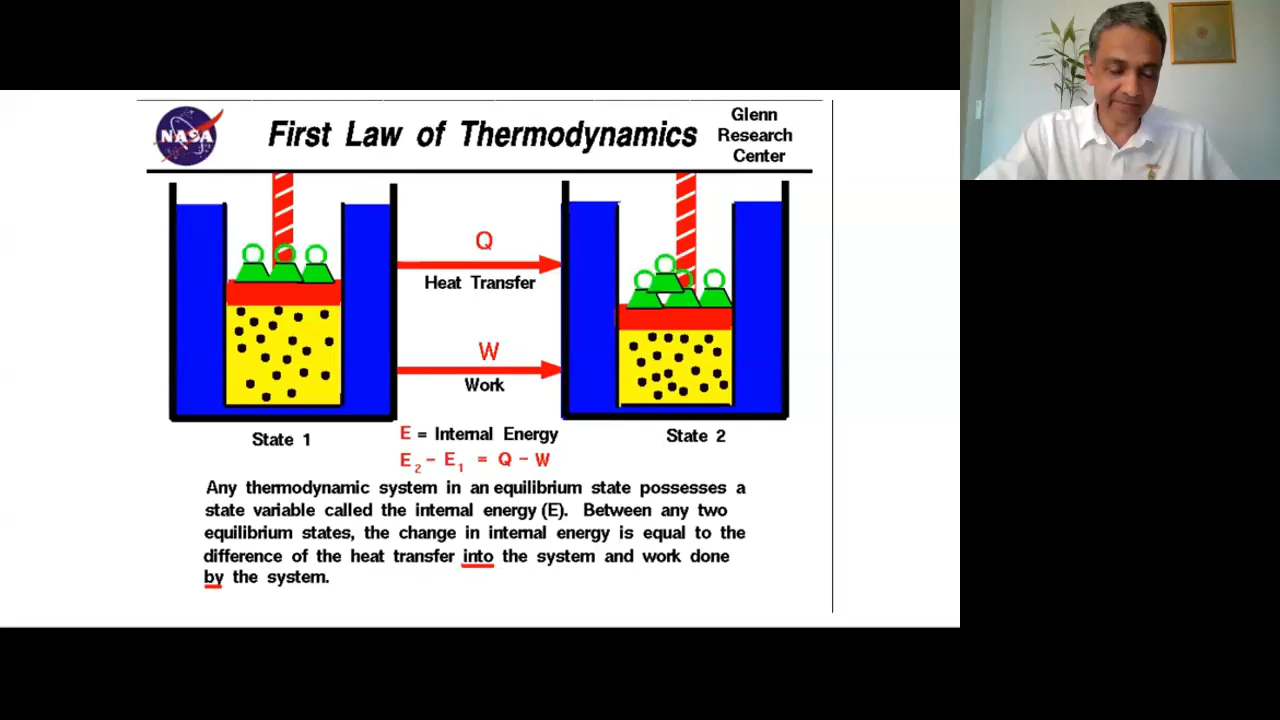 NASA
First Law of Thermodynamics
Glenn
Research
Center
Q
Heat Transfer
W
Work
State 1
State 2
E = Internal Energy
E₂ - E₁ = Q - W
Any thermodynamic system in an equilibrium state possesses a
state variable called the internal energy (E). Between any two
equilibrium states, the change in internal energy is equal to the
difference of the heat transfer into the system and work done
by the system.